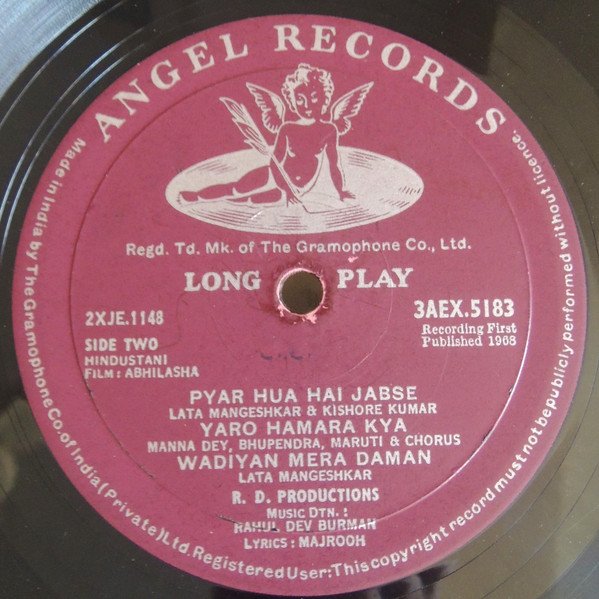 ANGEL RECORDS
Regd. Td. Mk. of The Gramophone Co., Ltd.
LONG PLAY
2XJE.1148
3AEX.5183
Recording First
Published 1968
SIDE TWO
HINDUSTANI
FILM : ABHILASHA
PYAR HUA HAI JABSE
LATA MANGESHKAR & KISHORE KUMAR
YARO HAMARA KYA
MANNA DEY, BHUPENDRA, MARUTI & CHORUS
WADIYAN MERA DAMAN
LATA MANGESHKAR
R. D. PRODUCTIONS
MUSIC DTN. :
RAHUL DEV BURMAN
LYRICS : MAJROOH
Made in India by The Gramophone Co. of India (Private) Ltd. Registered User: This copyright record must not be publicly performed without licence.